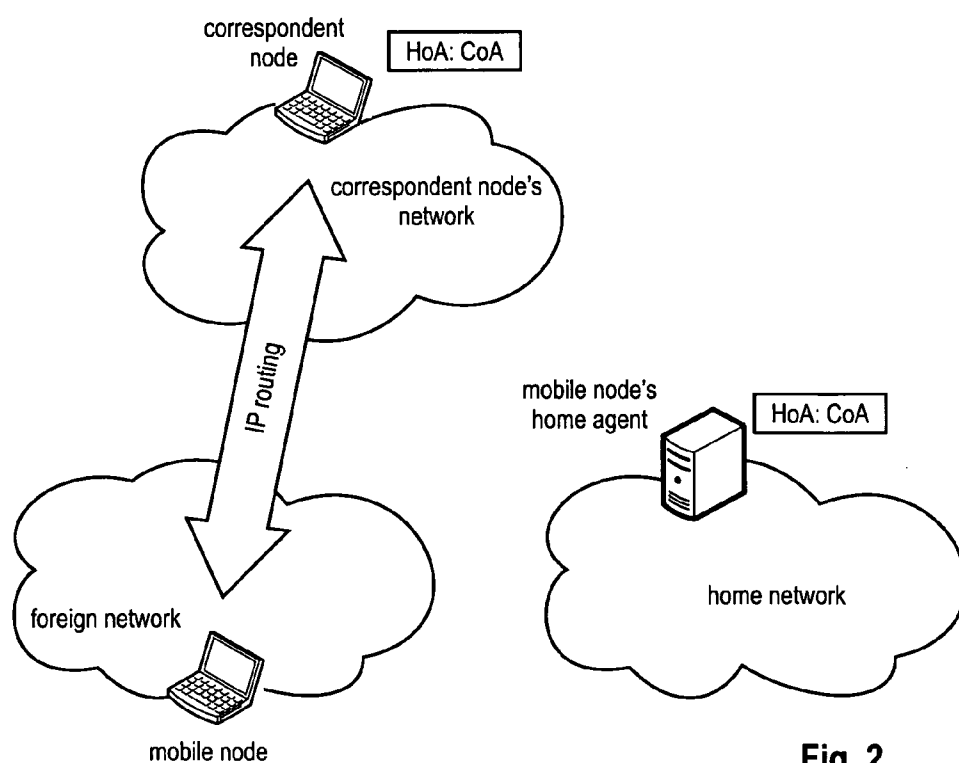 correspondent
node
HoA: CoA
correspondent node's
network
IP routing
mobile node's
home agent
HoA: CoA
foreign network
home network
mobile node
Fig. 2